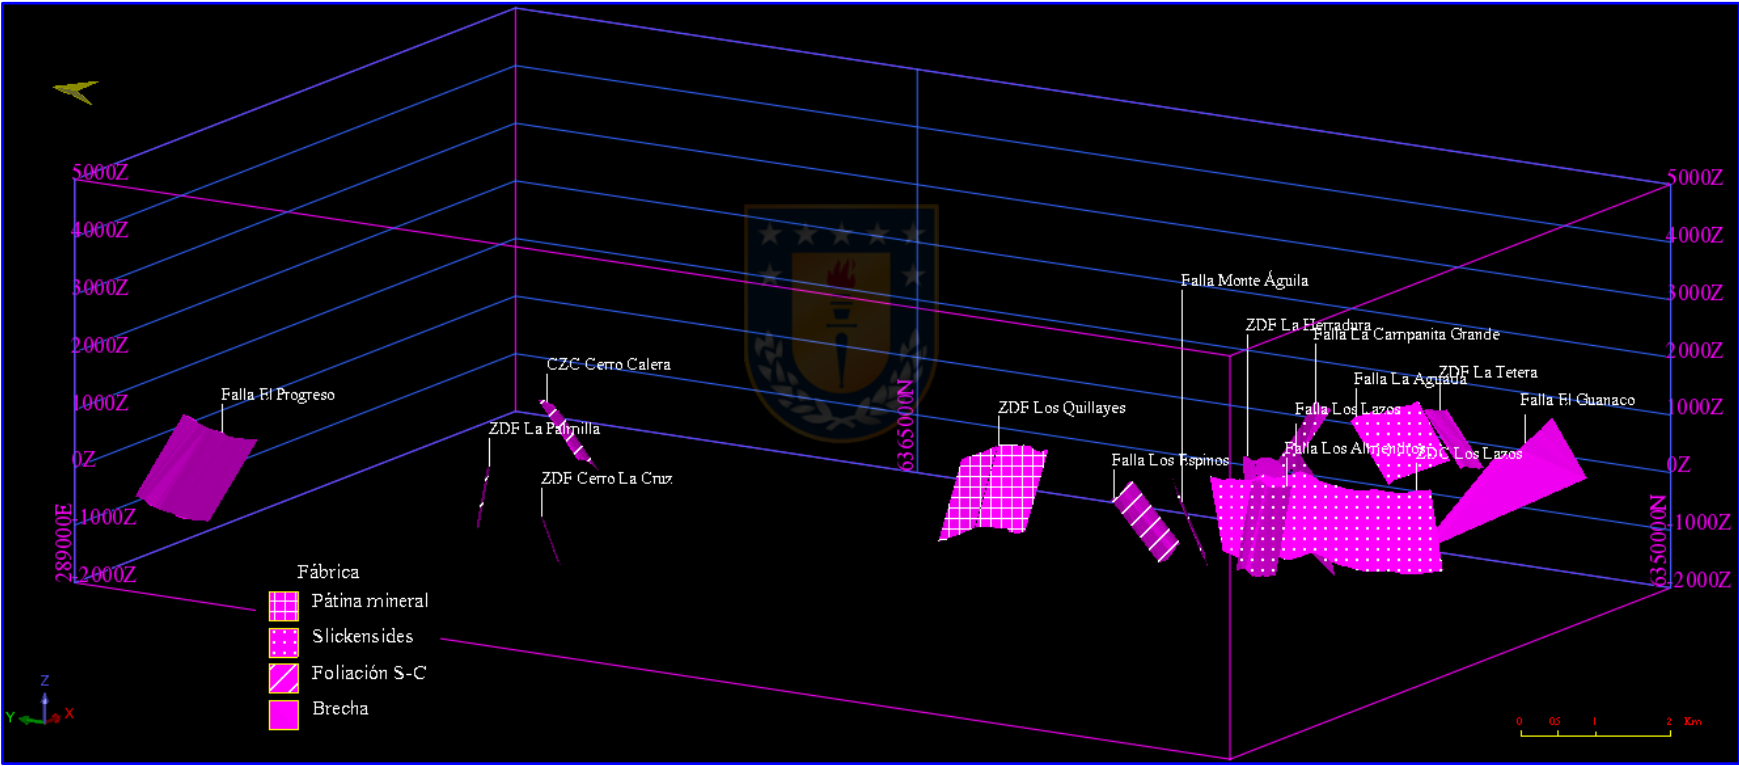 5000Z
5000Z
4000Z
4000Z
3000Z
3000Z
2000Z
2000Z
1000Z
1000Z
0Z
0Z
-1000Z
-1000Z
-2000Z
-2000Z
289000E
6365000N
6350000N
Falla Monte Águila
ZDF La Herradura
Falla La Campanita Grande
CZC Cerro Calera
Falla La Aguada
ZDF La Tetera
Falla El Progreso
Falla El Guanaco
ZDF Los Quillayes
Falla Los Lazos
ZDF La Palmilla
Falla Los Almendros
ZDC Los Lazos
Falla Los Espinos
ZDF Cerro La Cruz
Fábrica
Pátina mineral
Slickensides
Foliación S-C
Brecha
Z
Y
X
0 0.5 1 2 Km